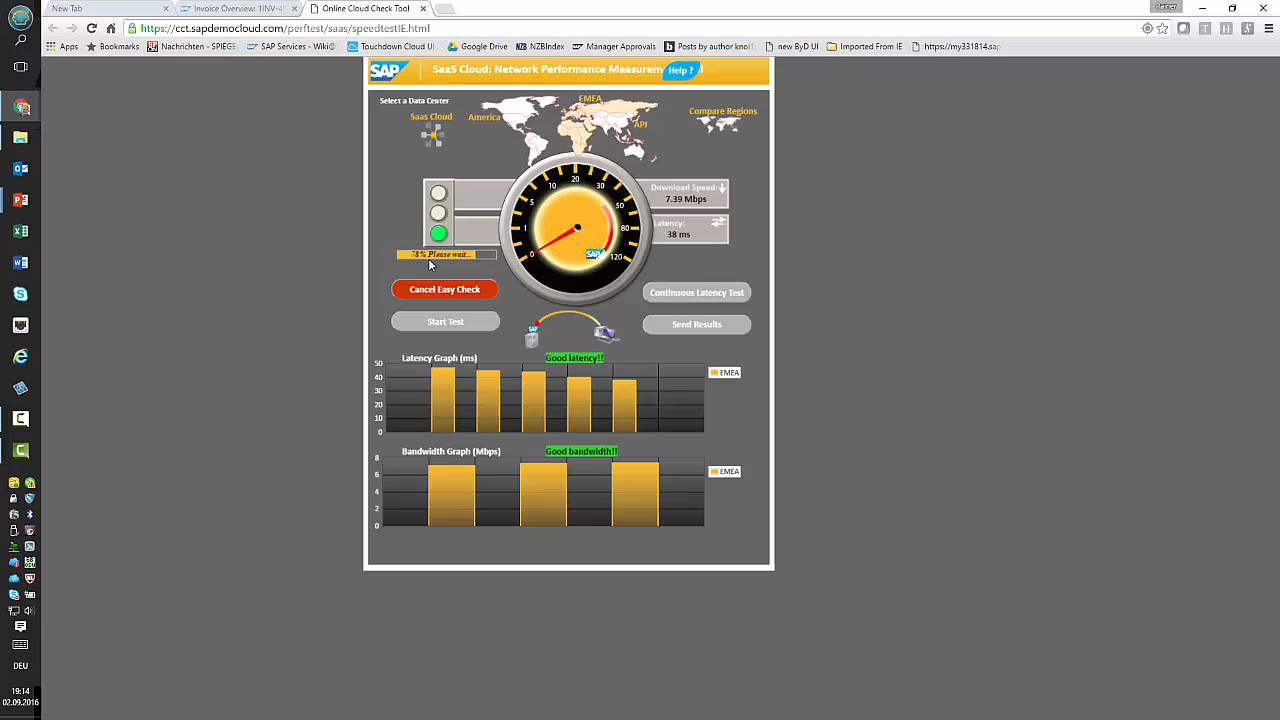 New Tab
Invoice Overview: 1INV-4
Online Cloud Check Tool
Rainer
https://cct.sapdemocloud.com/perftest/saas/speedtestIE.html
Apps
Bookmarks
Nachrichten - SPIEGE
SAP Services - Wiki@
Touchdown Cloud UI
Google Drive
NZBIndex
Manager Approvals
Posts by author knol
new ByD UI
Imported From IE
https://my331814.sap
SAP
SaaS Cloud: Network Performance Measurem
Help ?
Select a Data Center
EMEA
Saas Cloud
America
APJ
Compare Regions
0
1
5
10
20
30
50
80
120
SAP
Download Speed:
7.39 Mbps
Latency:
38 ms
78% Please wait...
Cancel Easy Check
Continuous Latency Test
Start Test
Send Results
SAP
Latency Graph (ms)
Good latency!!
50
40
30
20
10
0
EMEA
Bandwidth Graph (Mbps)
Good bandwidth!!
8
6
4
2
0
EMEA
DEU
19:14
02.09.2016